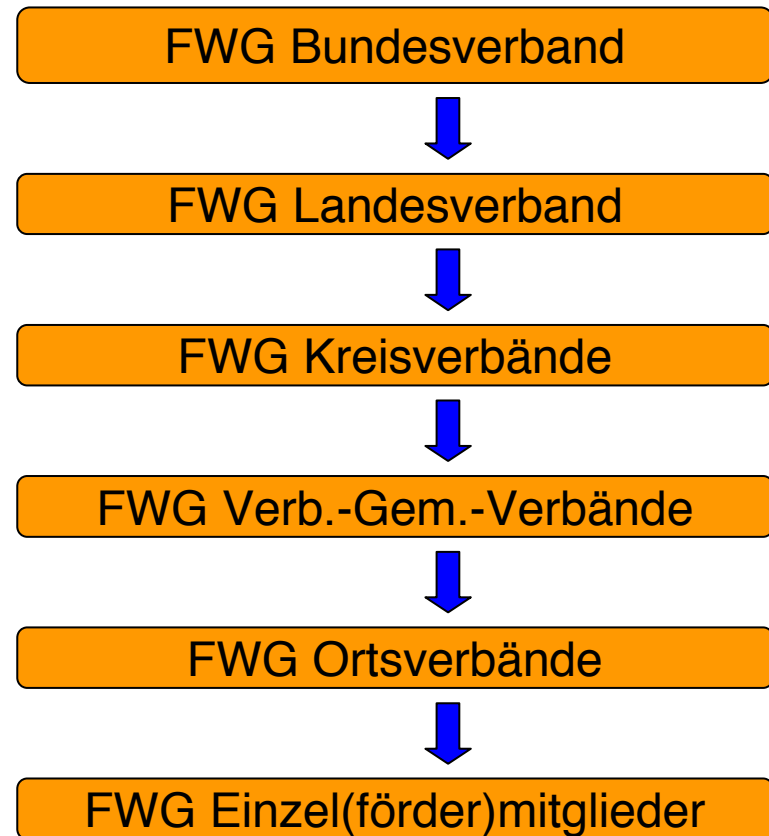 FWG Bundesverband
FWG Landesverband
FWG Kreisverbände
FWG Verb.-Gem.-Verbände
FWG Ortsverbände
FWG Einzel(förder)mitglieder